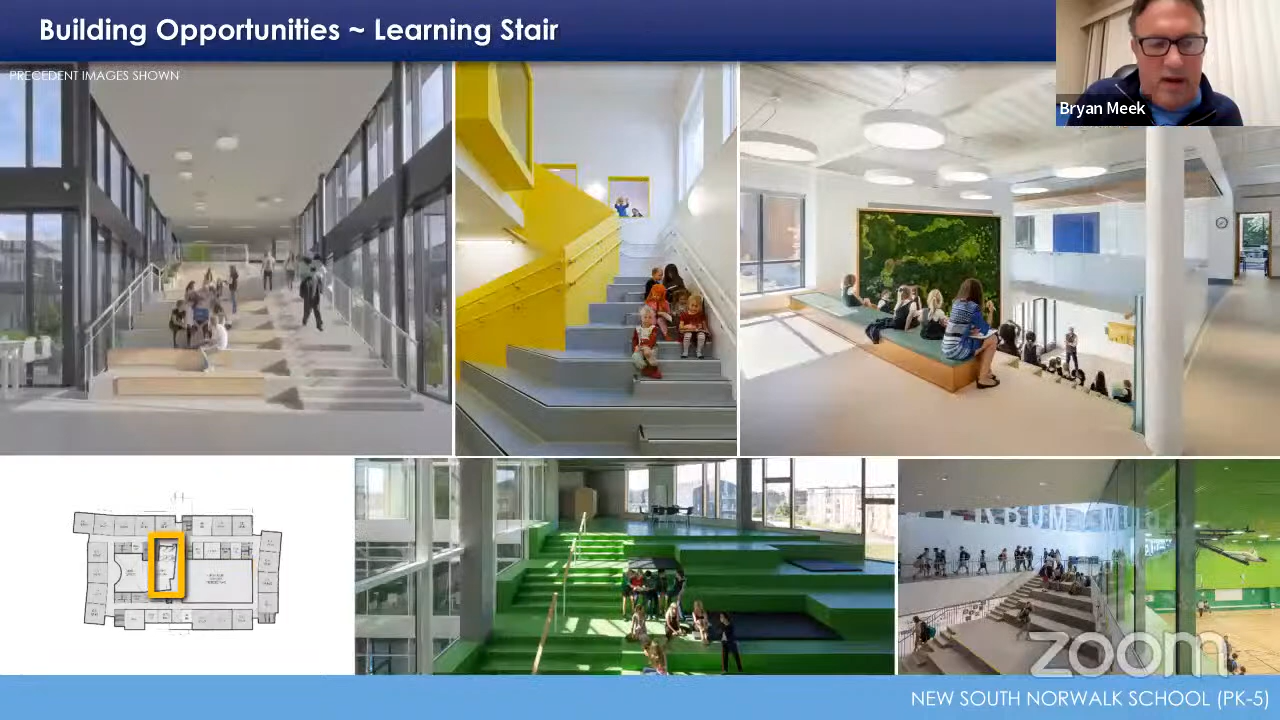 Building Opportunities ~ Learning Stair
PRECEDENT IMAGES SHOWN
Bryan Meek
zoom
NEW SOUTH NORWALK SCHOOL (PK-5)